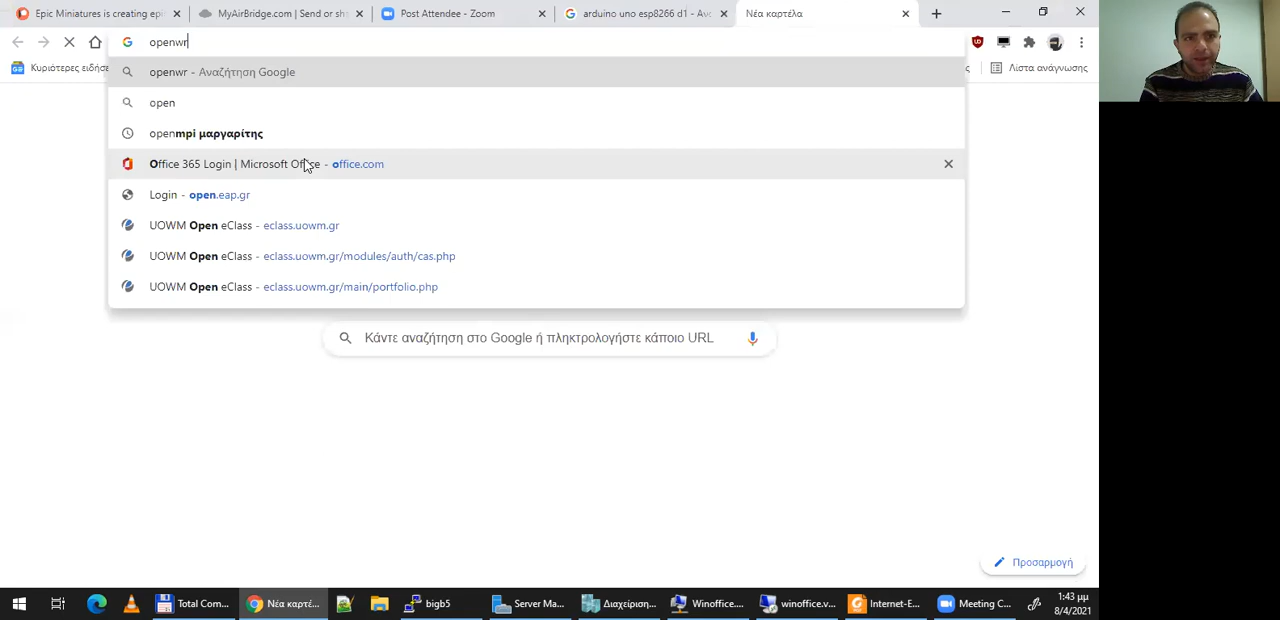 Epic Miniatures is creating epi
MyAirBridge.com | Send or sh
Post Attendee - Zoom
arduino uno esp8266 d1 - Ανα
Νέα καρτέλα
openwr
Κυριότερες ειδήσε
Λίστα ανάγνωσης
openwr - Αναζήτηση Google
open
openmpi μαργαρίτης
Office 365 Login | Microsoft Office - office.com
Login - open.eap.gr
UOWM Open eClass - eclass.uowm.gr
UOWM Open eClass - eclass.uowm.gr/modules/auth/cas.php
UOWM Open eClass - eclass.uowm.gr/main/portfolio.php
Κάντε αναζήτηση στο Google ή πληκτρολογήστε κάποιο URL
Προσαρμογή
Total Com...
Νέα καρτέ...
bigb5
Server Ma...
Διαχείριση...
Winoffice....
winoffice.v...
Internet-E...
Meeting C...
1:43 μμ
8/4/2021